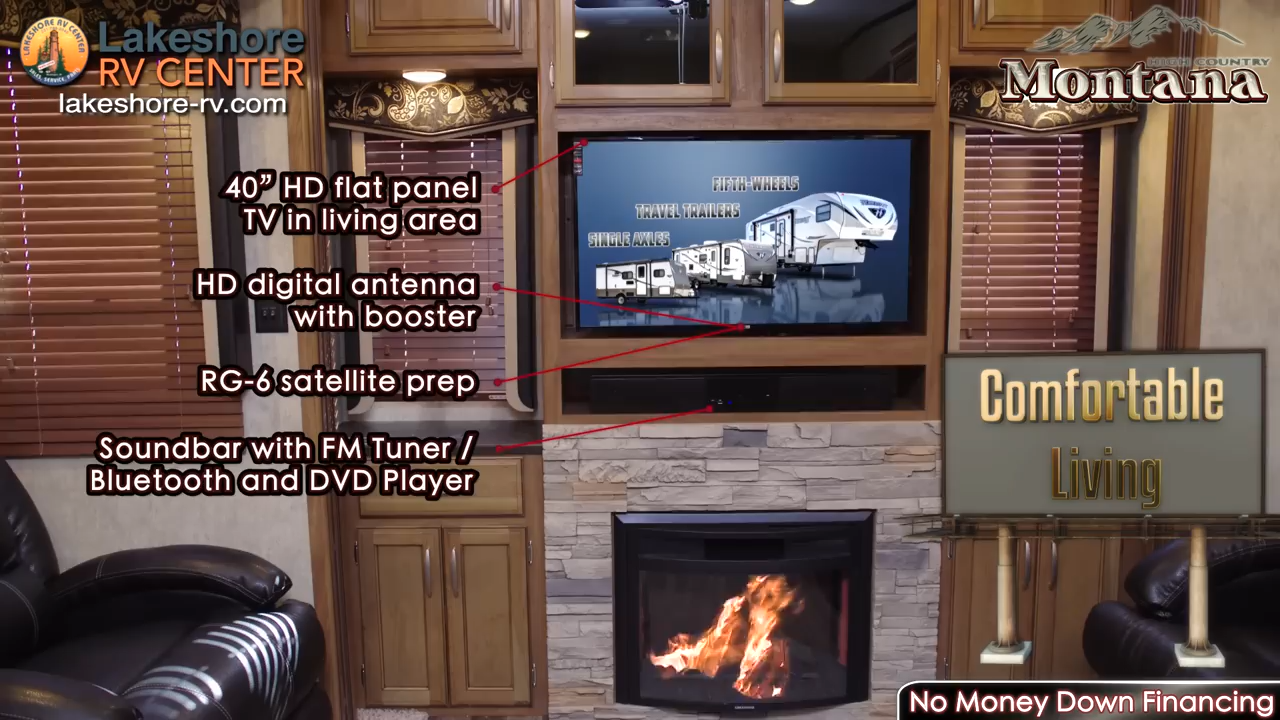 Lakeshore
RV CENTER
lakeshore-rv.com
HIGH COUNTRY
Montana
40” HD flat panel
TV in living area
HD digital antenna
with booster
RG-6 satellite prep
Soundbar with FM Tuner /
Bluetooth and DVD Player
FIFTH-WHEELS
TRAVEL TRAILERS
SINGLE AXLES
Comfortable
Living
No Money Down Financing